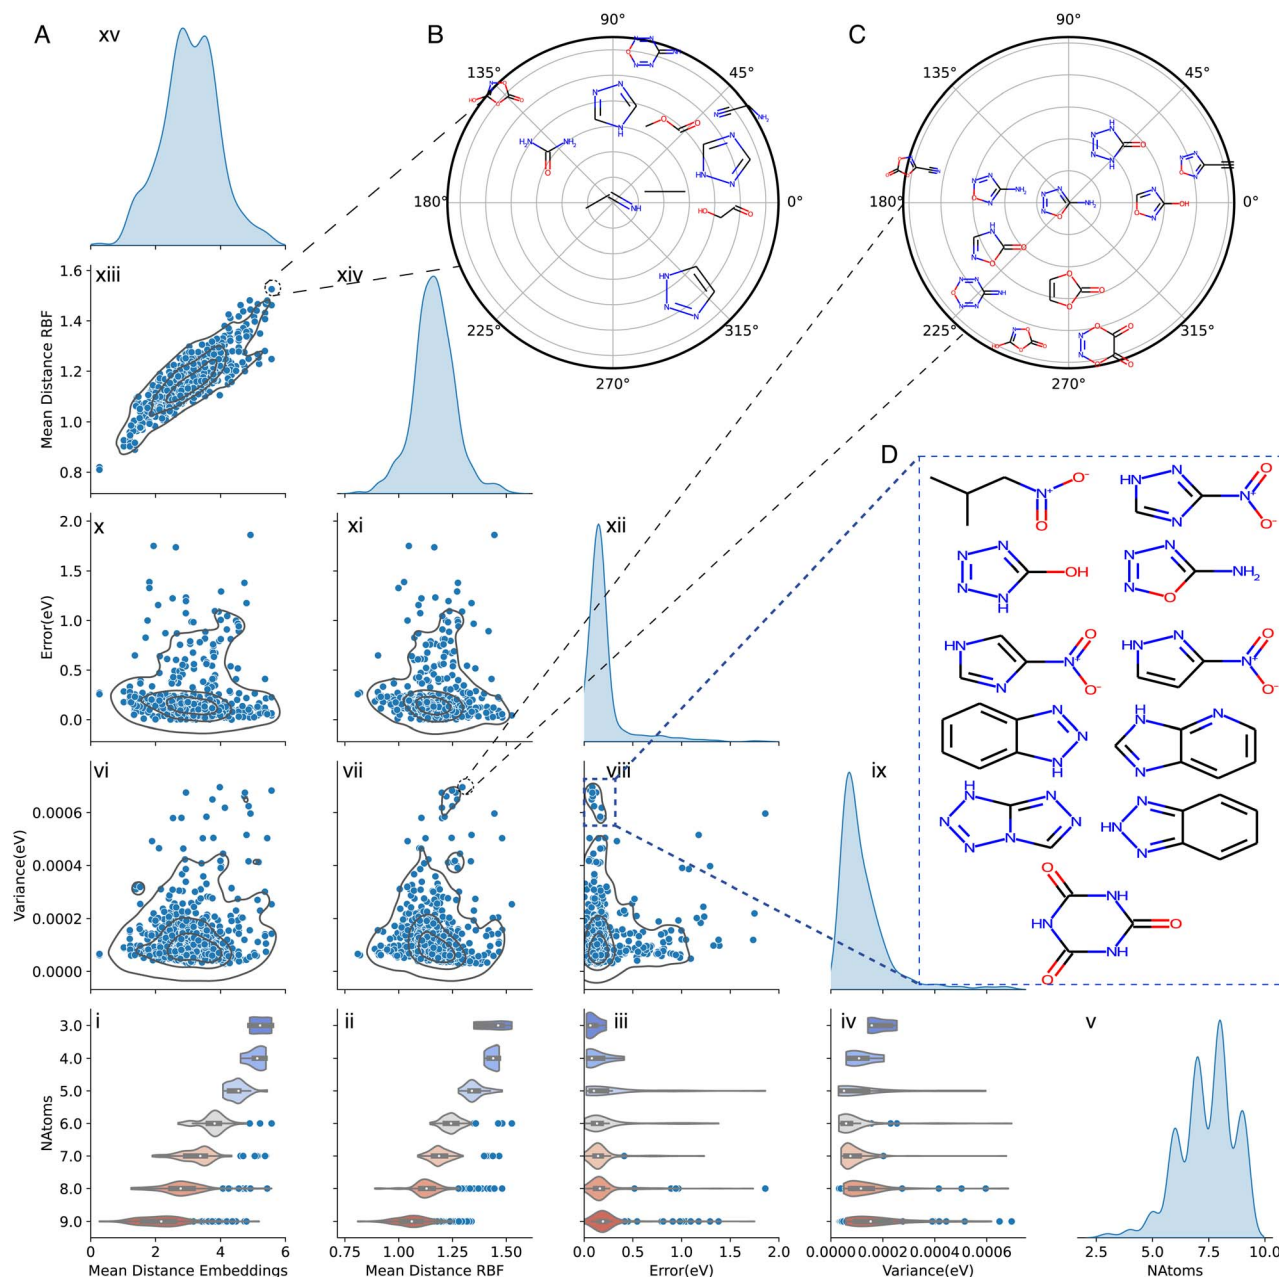 A
xv
B
90°
135°
45°
180°
0°
225°
315°
270°
C
90°
135°
45°
180°
0°
225°
315°
270°
xiii
xiv
1.6
1.4
1.2
1.0
0.8
Mean Distance RBF
D
x
xi
xii
2.0
1.5
1.0
0.5
0.0
Error(eV)
vi
vii
viii
ix
0.0006
0.0004
0.0002
0.0000
Variance(eV)
i
ii
iii
iv
v
3.0
4.0
5.0
6.0
7.0
8.0
9.0
NAtoms
0 2 4 6
Mean Distance Embeddings
0.75 1.00 1.25 1.50
Mean Distance RBF
0.0 0.5 1.0 1.5 2.0
Error(eV)
0.00000 0.0002 0.0004 0.0006
Variance(eV)
2.5 5.0 7.5 10.0
NAtoms